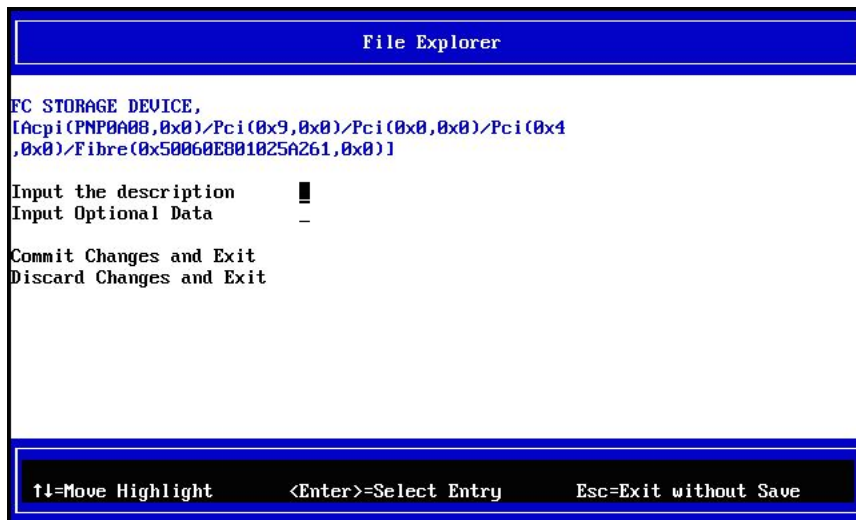 File Explorer
FC STORAGE DEVICE,
[Acpi(PNP0A08,0x0)/Pci(0x9,0x0)/Pci(0x0,0x0)/Pci(0x4
,0x0)/Fibre(0x50060E801025A261,0x0)]
Input the description _
Input Optional Data _
Commit Changes and Exit
Discard Changes and Exit
↑↓=Move Highlight <Enter>=Select Entry Esc=Exit without Save